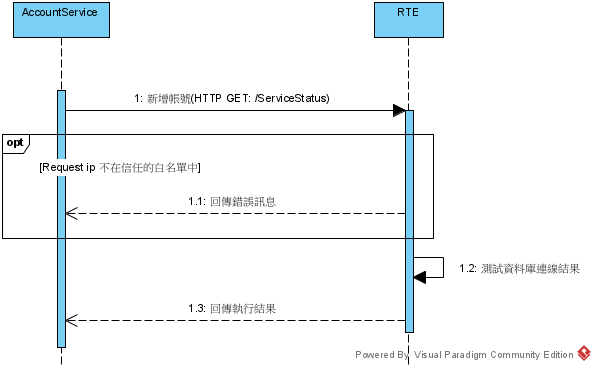 AccountService
RTE
1: 新增帳號(HTTP GET: /ServiceStatus)
opt
[Request ip 不在信任的白名單中]
1.1: 回傳錯誤訊息
1.2: 測試資料庫連線結果
1.3: 回傳執行結果
Powered By Visual Paradigm Community Edition